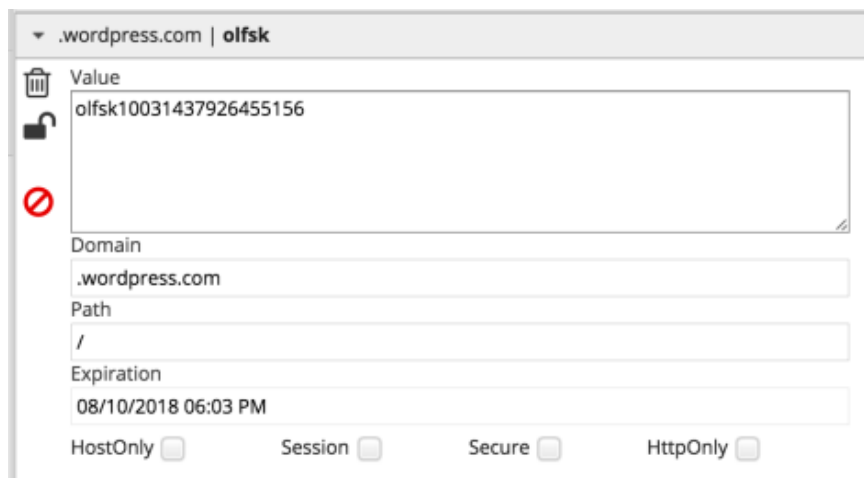 .wordpress.com | olfsk
Value
olfsk10031437926455156
Domain
.wordpress.com
Path
/
Expiration
08/10/2018 06:03 PM
HostOnly Session Secure HttpOnly